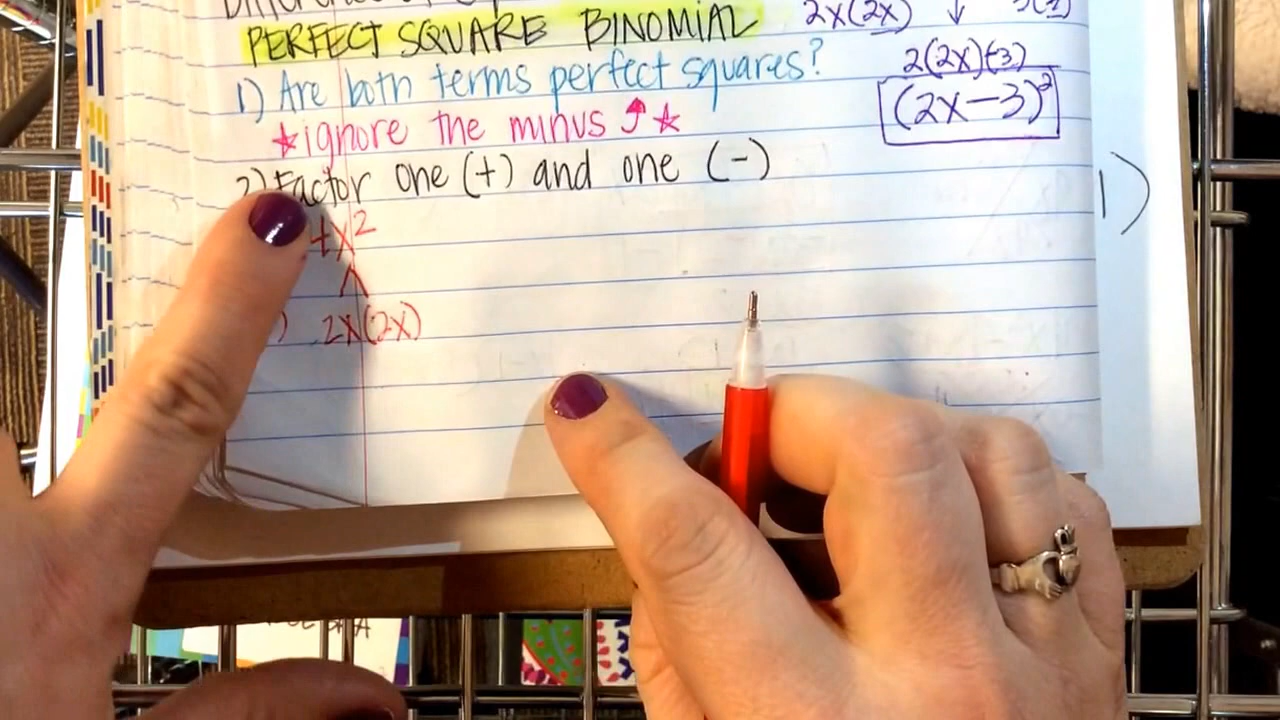 PERFECT SQUARE BINOMIAL
2x(2x) ↓
1) Are both terms perfect squares?
2(2x)(-3)
(2x-3)²
☆ignore the minus ⤴☆
2) Factor one (+) and one (-)
1)
4x²
2x(2x)